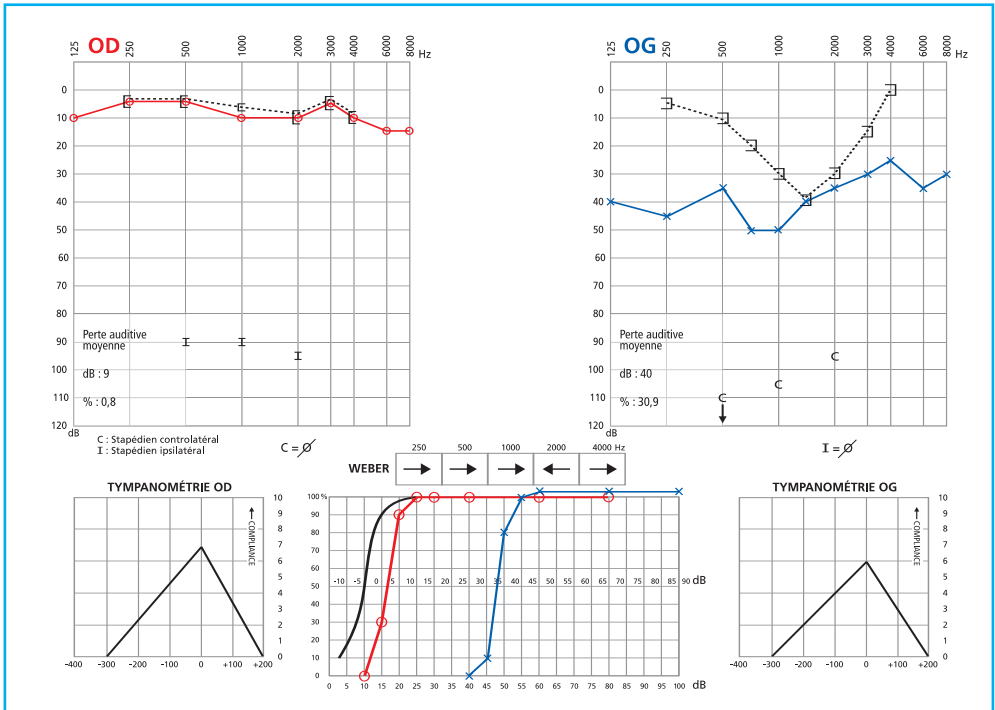 OD
125 250 500 1000 2000 3000 4000 6000 8000 Hz
0
10
20
30
40
50
60
70
80
90
100
110
120
dB
Perte auditive
moyenne
dB : 9
% : 0,8
C : Stapédien controlatéral
I : Stapédien ipsilatéral
C = Ø
OG
125 250 500 1000 2000 3000 4000 6000 8000 Hz
0
10
20
30
40
50
60
70
80
90
100
110
120
dB
Perte auditive
moyenne
dB : 40
% : 30,9
C
C
C
I = Ø
250 500 1000 2000 4000 Hz
WEBER
TYMPANOMÉTRIE OD
10
9
8
7
6
5
4
3
2
1
0
COMPLIANCE
-400 -300 -200 -100 0 +100 +200
100%
90
80
70
60
50
40
30
20
10
0
-10 -5 0 5 10 15 20 25 30 35 40 45 50 55 60 65 70 75 80 85 90 dB
0 5 10 15 20 25 30 35 40 45 50 55 60 65 70 75 80 85 90 95 100 dB
TYMPANOMÉTRIE OG
10
9
8
7
6
5
4
3
2
1
0
COMPLIANCE
-400 -300 -200 -100 0 +100 +200